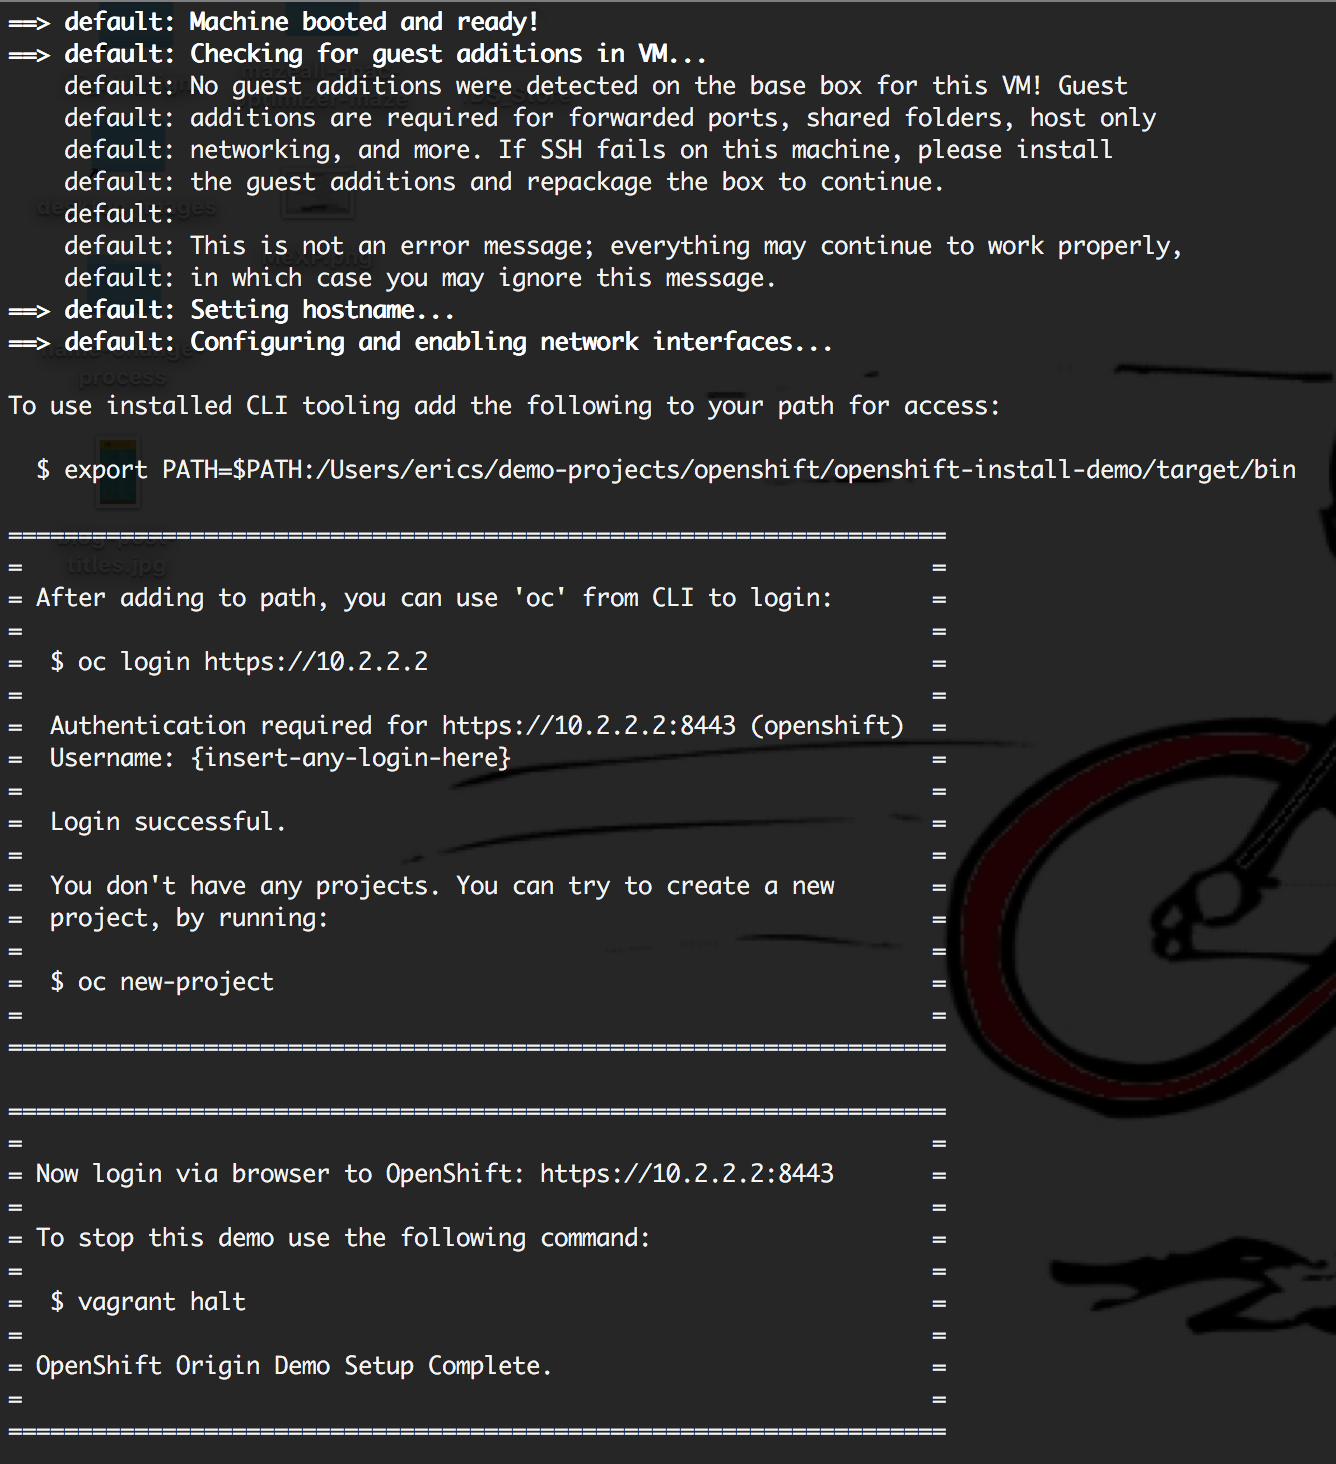 ==> default: Machine booted and ready!
==> default: Checking for guest additions in VM...
    default: No guest additions were detected on the base box for this VM! Guest
    default: additions are required for forwarded ports, shared folders, host only
    default: networking, and more. If SSH fails on this machine, please install
    default: the guest additions and repackage the box to continue.
    default:
    default: This is not an error message; everything may continue to work properly,
    default: in which case you may ignore this message.
==> default: Setting hostname...
==> default: Configuring and enabling network interfaces...
process
To use installed CLI tooling add the following to your path for access:
  $ export PATH=$PATH:/Users/erics/demo-projects/openshift/openshift-install-demo/target/bin
===================================================================
titles.jpg
=                                                                 =
= After adding to path, you can use 'oc' from CLI to login:       =
=                                                                 =
=  $ oc login https://10.2.2.2                                    =
=                                                                 =
=  Authentication required for https://10.2.2.2:8443 (openshift)  =
=  Username: {insert-any-login-here}                              =
=                                                                 =
=  Login successful.                                              =
=                                                                 =
=  You don't have any projects. You can try to create a new       =
=  project, by running:                                           =
=                                                                 =
=  $ oc new-project                                               =
=                                                                 =
===================================================================
===================================================================
=                                                                 =
= Now login via browser to OpenShift: https://10.2.2.2:8443       =
=                                                                 =
= To stop this demo use the following command:                    =
=                                                                 =
=  $ vagrant halt                                                 =
=                                                                 =
= OpenShift Origin Demo Setup Complete.                           =
=                                                                 =
===================================================================